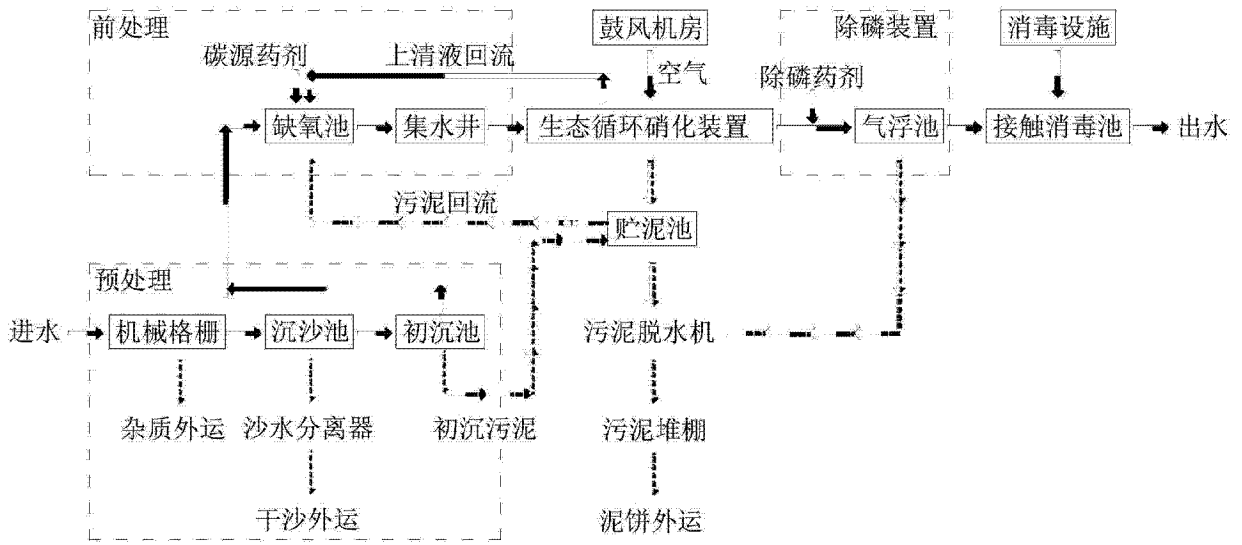 前处理
鼓风机房
除磷装置
消毒设施
碳源药剂
上清液回流
空气
除磷药剂
缺氧池
集水井
生态循环硝化装置
气浮池
接触消毒池
出水
污泥回流
贮泥池
预处理
进水
机械格栅
沉沙池
初沉池
污泥脱水机
杂质外运
沙水分离器
初沉污泥
污泥堆棚
干沙外运
泥饼外运